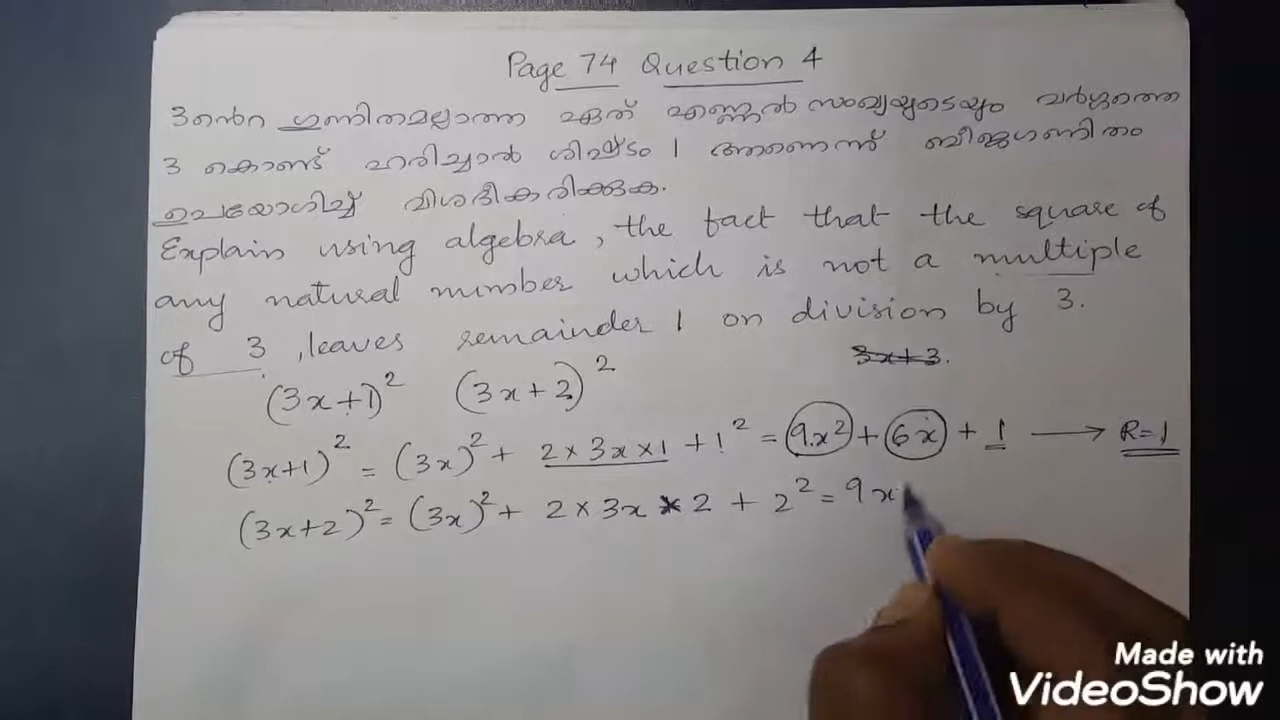 Page 74 Question 4
3ന്റെ ഗുണിതമല്ലാത്ത ഏത് എണ്ണൽ സംഖ്യയുടെയും വർഗ്ഗത്തെ
3 കൊണ്ട് ഹരിച്ചാൽ ശിഷ്ടം 1 ആണെന്ന് ബീജഗണിതം
ഉപയോഗിച്ച് വിശദീകരിക്കുക.
Explain using algebra, the fact that the square of
any natural number which is not a multiple
of 3, leaves remainder 1 on division by 3.
3x+3.
(3x+1)² (3x+2)²
(3x+1)² = (3x)² + 2×3x×1 + 1² = 9x² + 6x + 1 → R=1
(3x+2)² = (3x)² + 2×3x×2 + 2² = 9x
Made with
VideoShow